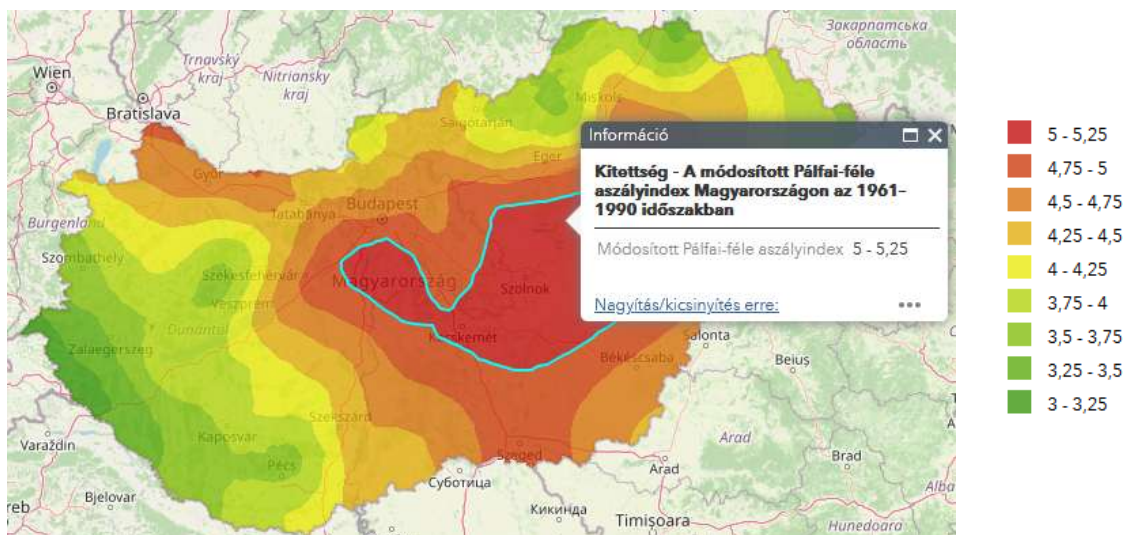 Закарпатська
область
Trnavský
kraj
Nitriansky
kraj
Wien
Bratislava
Miskolc
Salgótarján
Eger
Győr
Tatabánya
Budapest
Burgenland
Szombathely
Székesfehérvár
Veszprém
Magyarország
Szolnok
Dunántúl
Kecskemét
Zalaegerszeg
Békéscsaba
Salonta
Beiuș
Szekszárd
Kaposvár
Pécs
Szeged
Varaždin
Суботица
Arad
Arad
Brad
Bjelovar
Кикинда
Timișoara
Alba
Hunedoara
reb
Információ
Kitettség - A módosított Pálfai-féle
aszályindex Magyarországon az 1961–
1990 időszakban
Módosított Pálfai-féle aszályindex 5 - 5,25
Nagyítás/kicsinyítés erre:
5 - 5,25
4,75 - 5
4,5 - 4,75
4,25 - 4,5
4 - 4,25
3,75 - 4
3,5 - 3,75
3,25 - 3,5
3 - 3,25